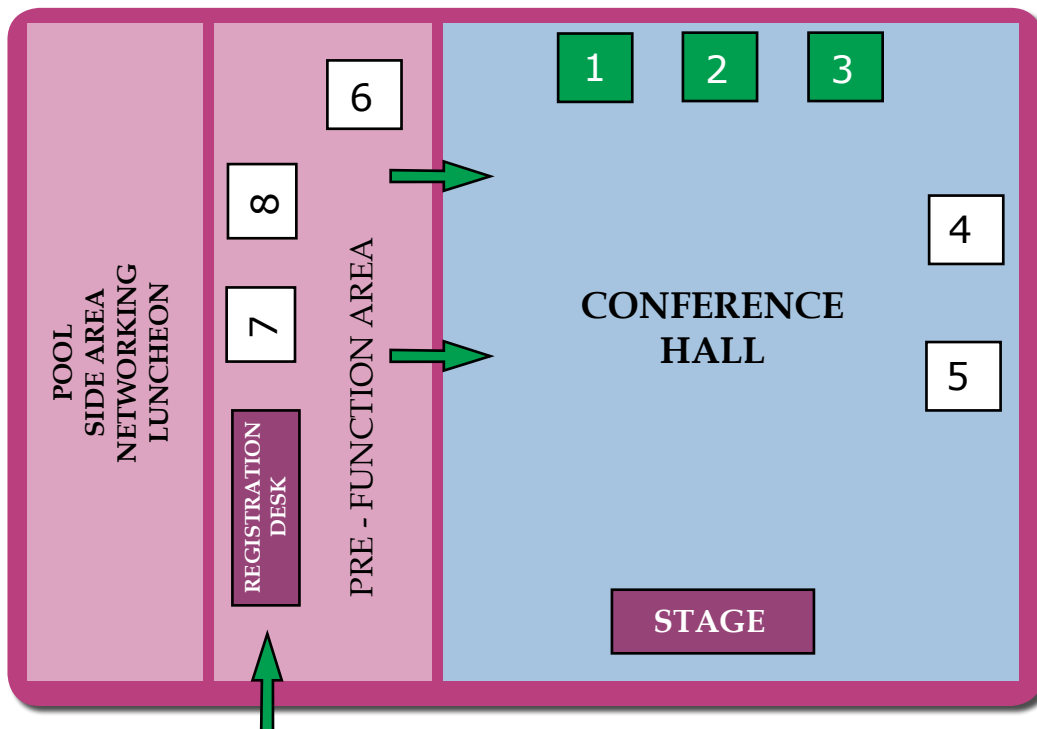 POOL
SIDE AREA
NETWORKING
LUNCHEON
6
8
7
REGISTRATION
DESK
PRE - FUNCTION AREA
1
2
3
4
5
CONFERENCE
HALL
STAGE